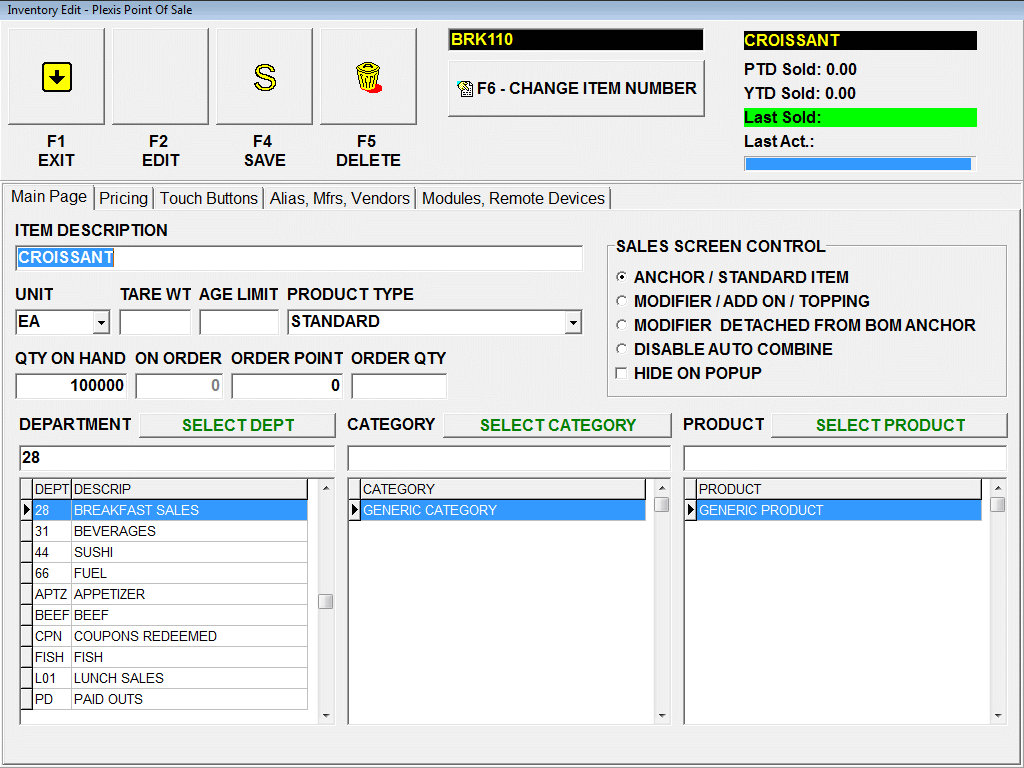 Inventory Edit - Plexis Point Of Sale
BRK110
CROISSANT
F6 - CHANGE ITEM NUMBER
PTD Sold: 0.00
YTD Sold: 0.00
Last Sold:
Last Act.:
S
F1 F2 F4 F5
EXIT EDIT SAVE DELETE
Main Page Pricing Touch Buttons Alias, Mfrs, Vendors Modules, Remote Devices
ITEM DESCRIPTION
CROISSANT
UNIT TARE WT AGE LIMIT PRODUCT TYPE
EA STANDARD
QTY ON HAND ON ORDER ORDER POINT ORDER QTY
100000 0 0
SALES SCREEN CONTROL
ANCHOR / STANDARD ITEM
MODIFIER / ADD ON / TOPPING
MODIFIER DETACHED FROM BOM ANCHOR
DISABLE AUTO COMBINE
HIDE ON POPUP
DEPARTMENT SELECT DEPT CATEGORY SELECT CATEGORY PRODUCT SELECT PRODUCT
28
DEPT DESCRIP
28 BREAKFAST SALES
31 BEVERAGES
44 SUSHI
66 FUEL
APTZ APPETIZER
BEEF BEEF
CPN COUPONS REDEEMED
FISH FISH
L01 LUNCH SALES
PD PAID OUTS
CATEGORY
GENERIC CATEGORY
PRODUCT
GENERIC PRODUCT